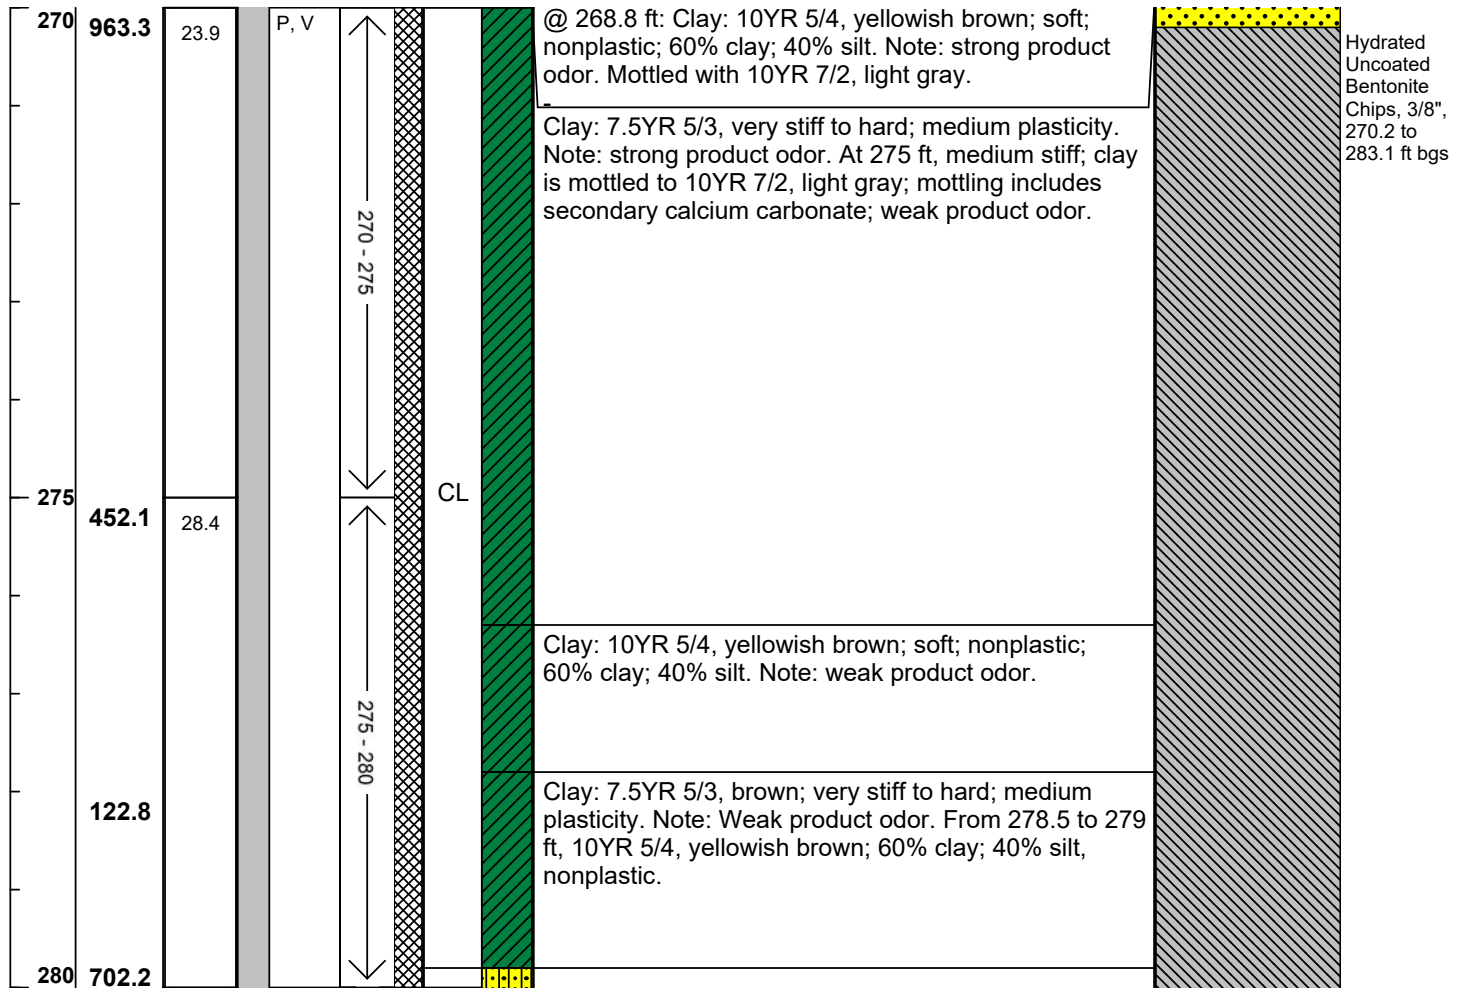 270
963.3
23.9
P, V
@ 268.8 ft: Clay: 10YR 5/4, yellowish brown; soft;
nonplastic; 60% clay; 40% silt. Note: strong product
odor. Mottled with 10YR 7/2, light gray.
-
Clay: 7.5YR 5/3, very stiff to hard; medium plasticity.
Note: strong product odor. At 275 ft, medium stiff; clay
is mottled to 10YR 7/2, light gray; mottling includes
secondary calcium carbonate; weak product odor.
Hydrated
Uncoated
Bentonite
Chips, 3/8",
270.2 to
283.1 ft bgs
270 - 275
275
452.1
28.4
CL
Clay: 10YR 5/4, yellowish brown; soft; nonplastic;
60% clay; 40% silt. Note: weak product odor.
275 - 280
122.8
Clay: 7.5YR 5/3, brown; very stiff to hard; medium
plasticity. Note: Weak product odor. From 278.5 to 279
ft, 10YR 5/4, yellowish brown; 60% clay; 40% silt,
nonplastic.
280
702.2